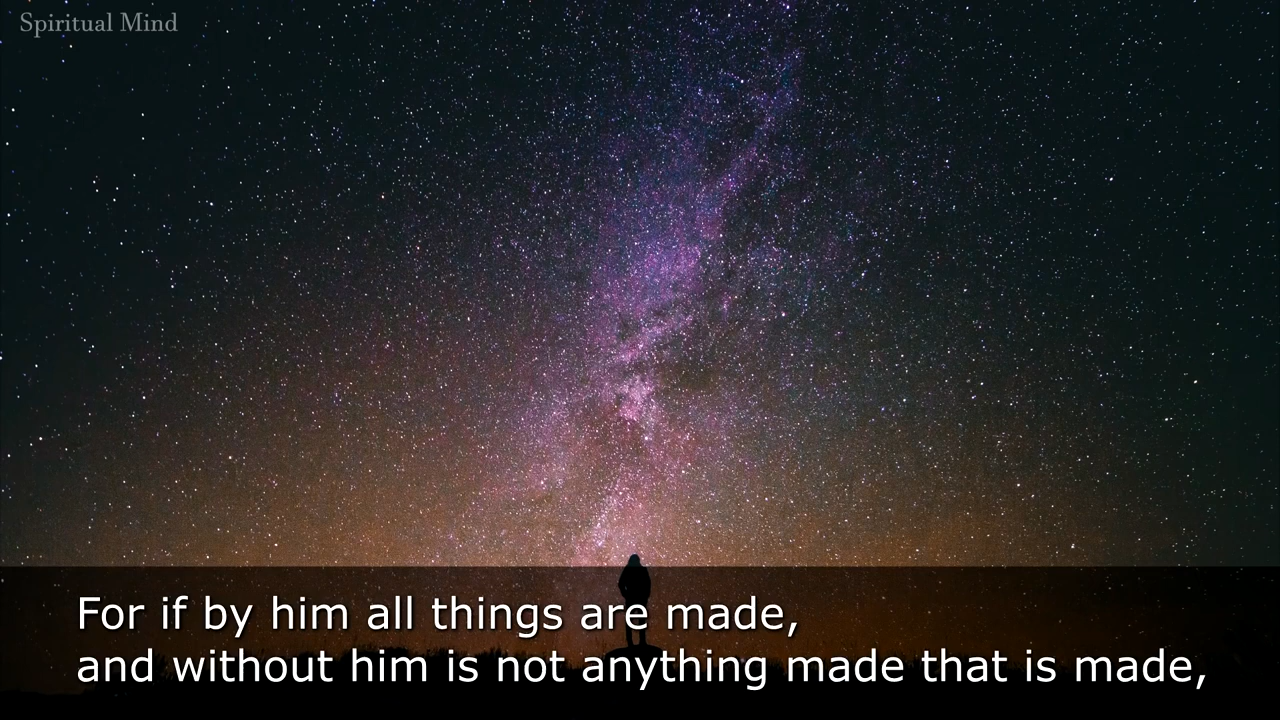 Spiritual Mind
For if by him all things are made,
and without him is not anything made that is made,